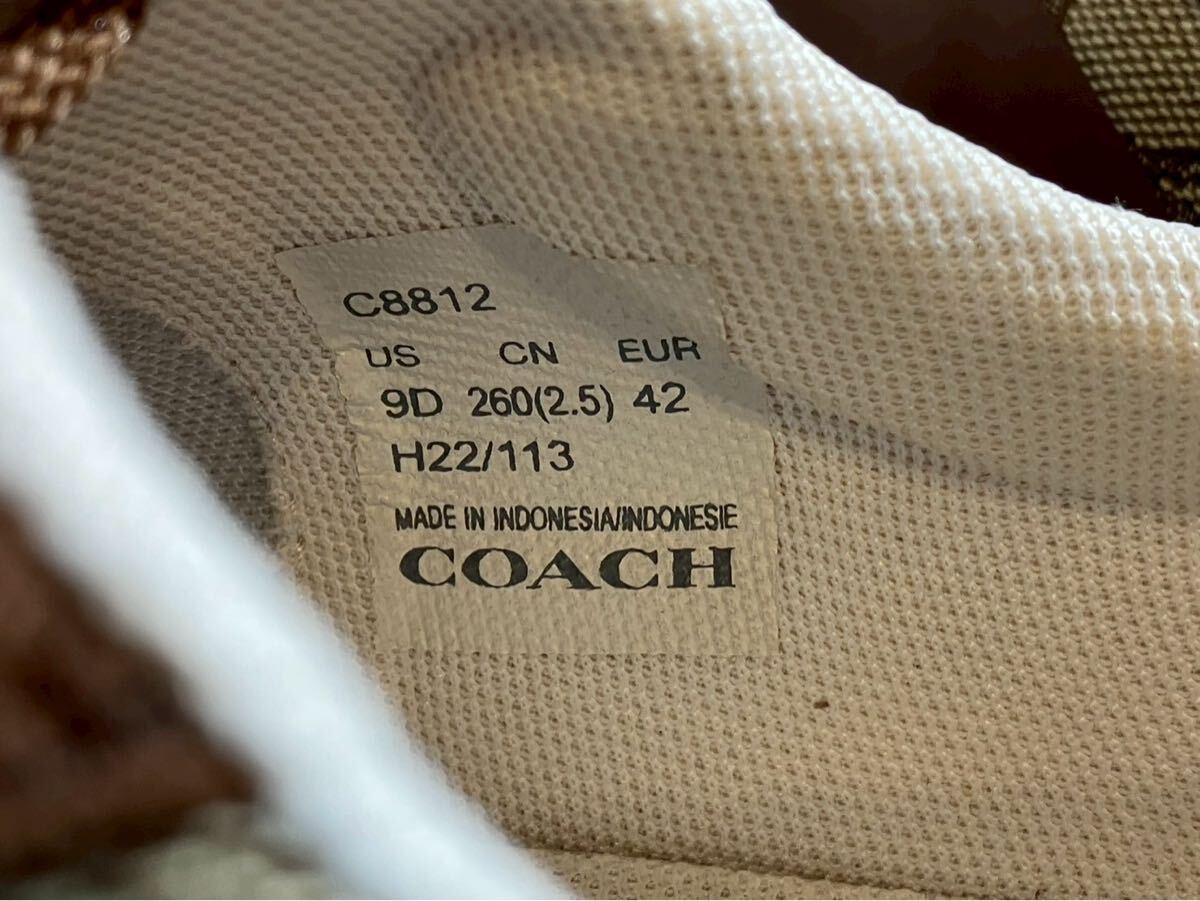 C8812
US CN EUR
9D 260(2.5) 42
H22/113
MADE IN INDONESIA/INDONESIE
COACH